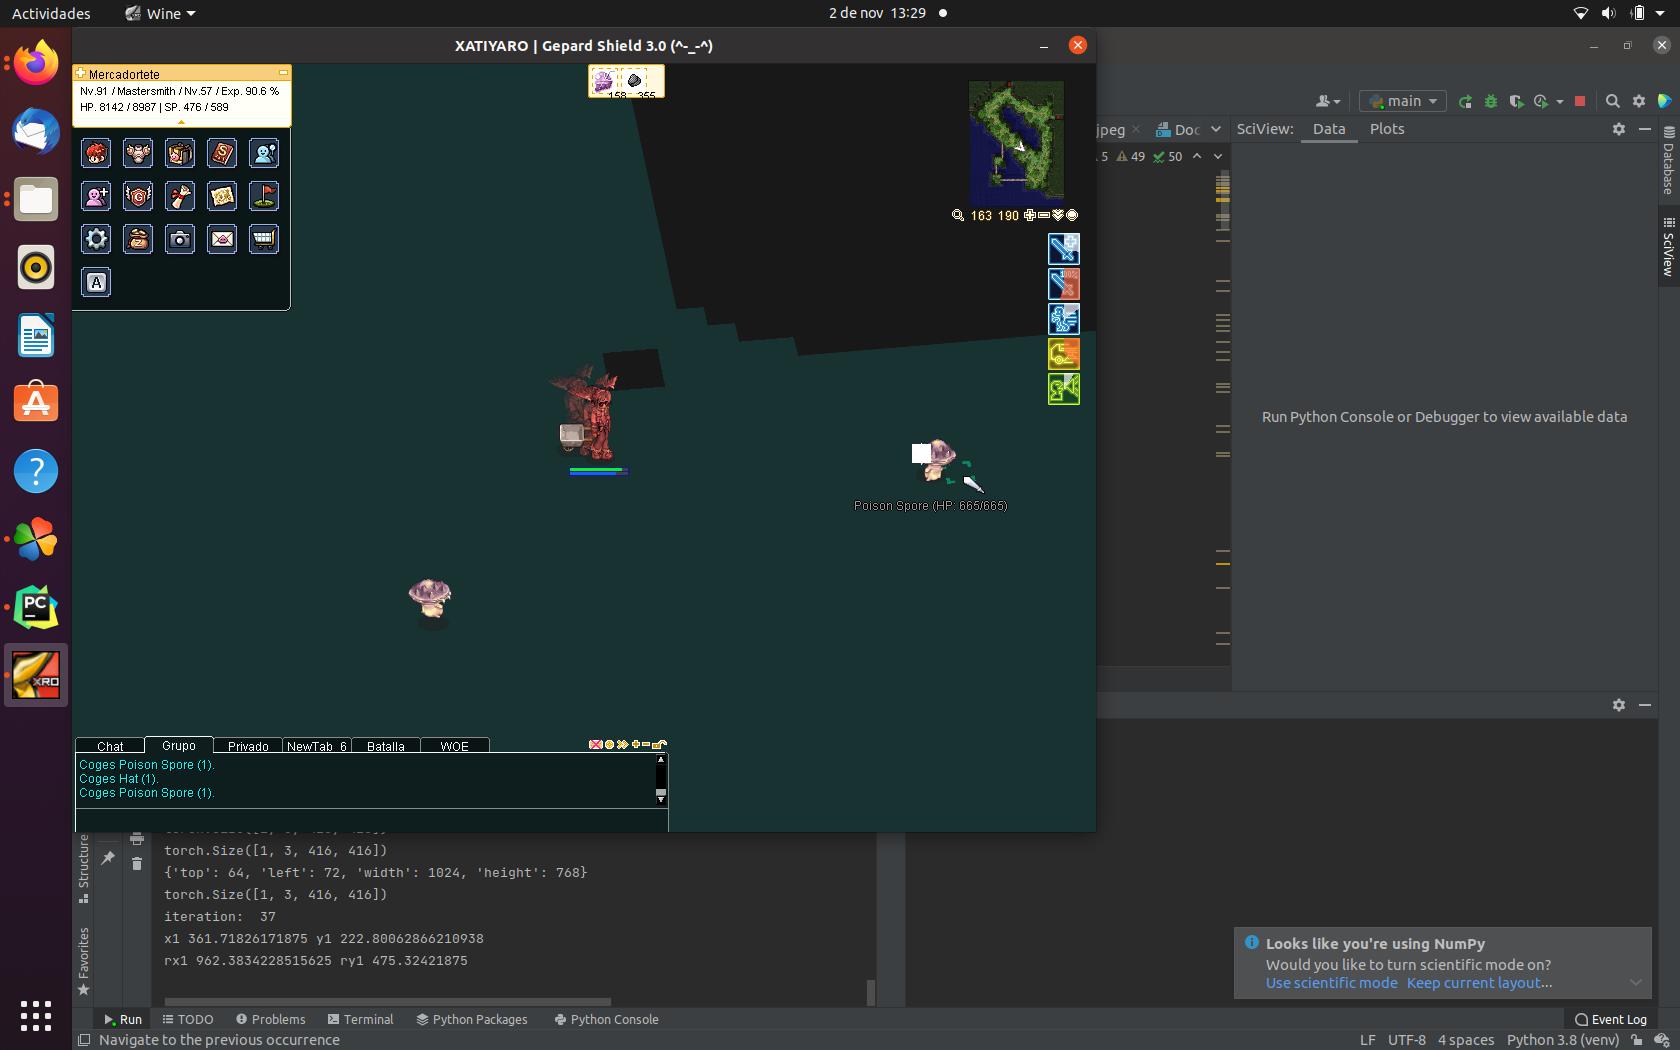 Actividades
Wine
2 de nov 13:29
XATIYARO | Gepard Shield 3.0 (^-_-^)
Mercadortete
Nv.91 / Mastersmith / Nv.57 / Exp. 90.6 %
HP. 8142 / 8987 | SP. 476 / 589
158 355
S
G
Z
A
163 190
100%
main
jpeg
Doc
SciView: Data Plots
5 49 50
Database
SciView
Run Python Console or Debugger to view available data
Poison Spore (HP: 665/665)
PC
XRO
Chat Grupo Privado NewTab 6 Batalla WOE
Coges Poison Spore (1).
Coges Hat (1).
Coges Poison Spore (1).
Structure
Favorites
torch.Size([1, 3, 416, 416])
{'top': 64, 'left': 72, 'width': 1024, 'height': 768}
torch.Size([1, 3, 416, 416])
iteration: 37
x1 361.71826171875 y1 222.80062866210938
rx1 962.3834228515625 ry1 475.32421875
Looks like you're using NumPy
Would you like to turn scientific mode on?
Use scientific mode Keep current layout...
Run TODO Problems Terminal Python Packages Python Console
Event Log
Navigate to the previous occurrence
LF UTF-8 4 spaces Python 3.8 (venv)